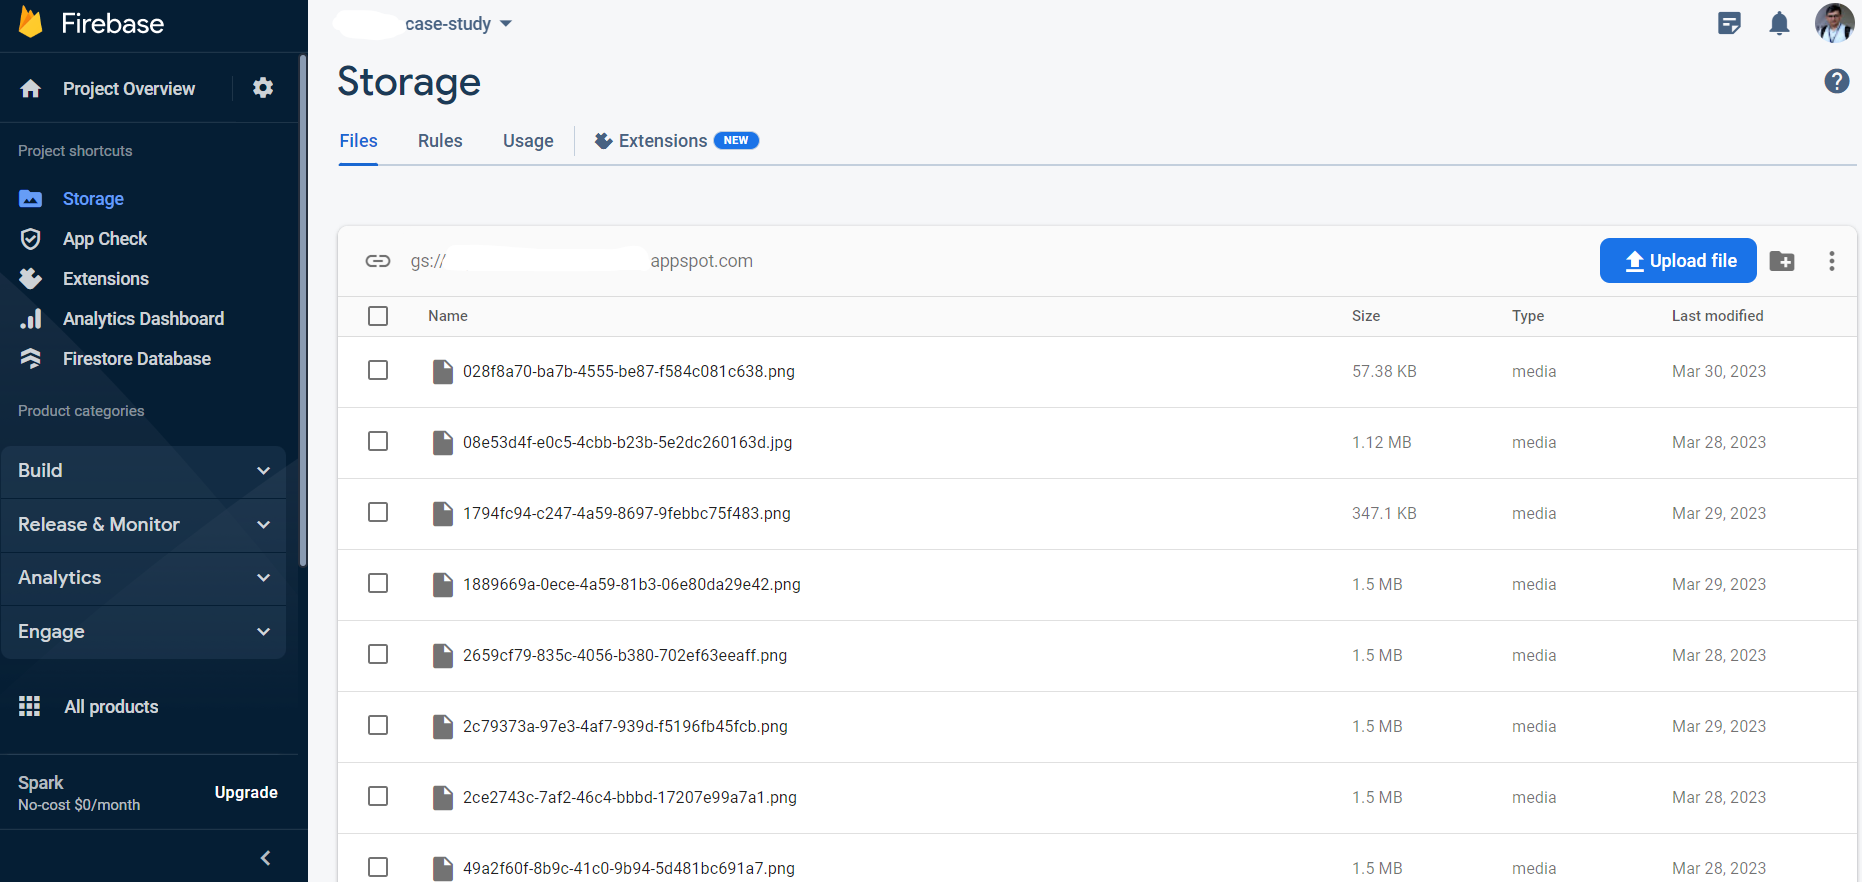 Firebase
case-study
Project Overview
Storage
Project shortcuts
Files
Rules
Usage
Extensions
NEW
Storage
App Check
Extensions
Analytics Dashboard
Firestore Database
Product categories
Build
Release & Monitor
Analytics
Engage
All products
Spark
No-cost $0/month
Upgrade
gs://
appspot.com
Upload file
Name Size Type Last modified
028f8a70-ba7b-4555-be87-f584c081c638.png 57.38 KB media Mar 30, 2023
08e53d4f-e0c5-4cbb-b23b-5e2dc260163d.jpg 1.12 MB media Mar 28, 2023
1794fc94-c247-4a59-8697-9febbc75f483.png 347.1 KB media Mar 29, 2023
1889669a-0ece-4a59-81b3-06e80da29e42.png 1.5 MB media Mar 29, 2023
2659cf79-835c-4056-b380-702ef63eeaff.png 1.5 MB media Mar 28, 2023
2c79373a-97e3-4af7-939d-f5196fb45fcb.png 1.5 MB media Mar 29, 2023
2ce2743c-7af2-46c4-bbbd-17207e99a7a1.png 1.5 MB media Mar 28, 2023
49a2f60f-8b9c-41c0-9b94-5d481bc691a7.png 1.5 MB media Mar 28, 2023